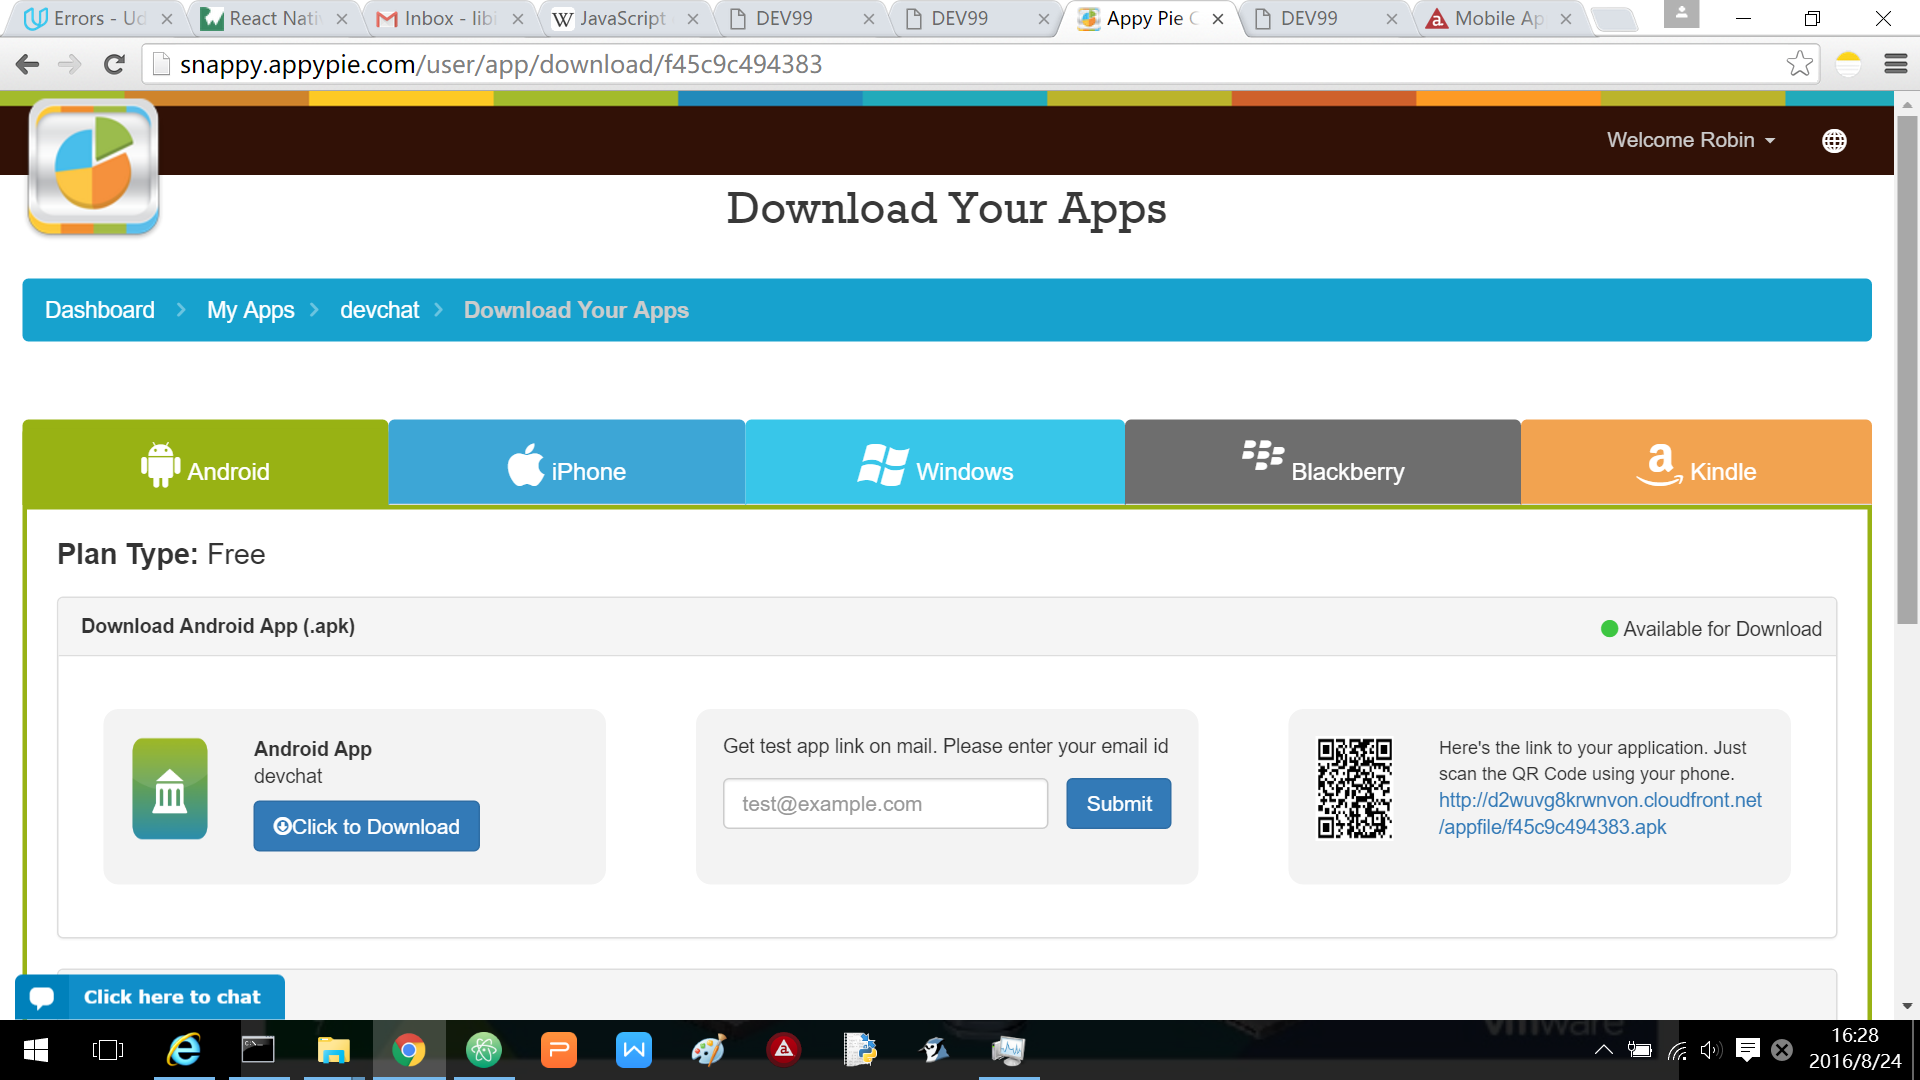 Errors - Ud
React Nati
Inbox - libi
JavaScript
DEV99
DEV99
Appy Pie C
DEV99
Mobile Ap
snappy.appypie.com/user/app/download/f45c9c494383
Welcome Robin
Download Your Apps
Dashboard
My Apps
devchat
Download Your Apps
Android
iPhone
Windows
Blackberry
Kindle
Plan Type: Free
Download Android App (.apk)
Available for Download
Android App
devchat
Click to Download
Get test app link on mail. Please enter your email id
test@example.com
Submit
Here's the link to your application. Just
scan the QR Code using your phone.
http://d2wuvg8krwnvon.cloudfront.net
/appfile/f45c9c494383.apk
Click here to chat
vmware
16:28
2016/8/24